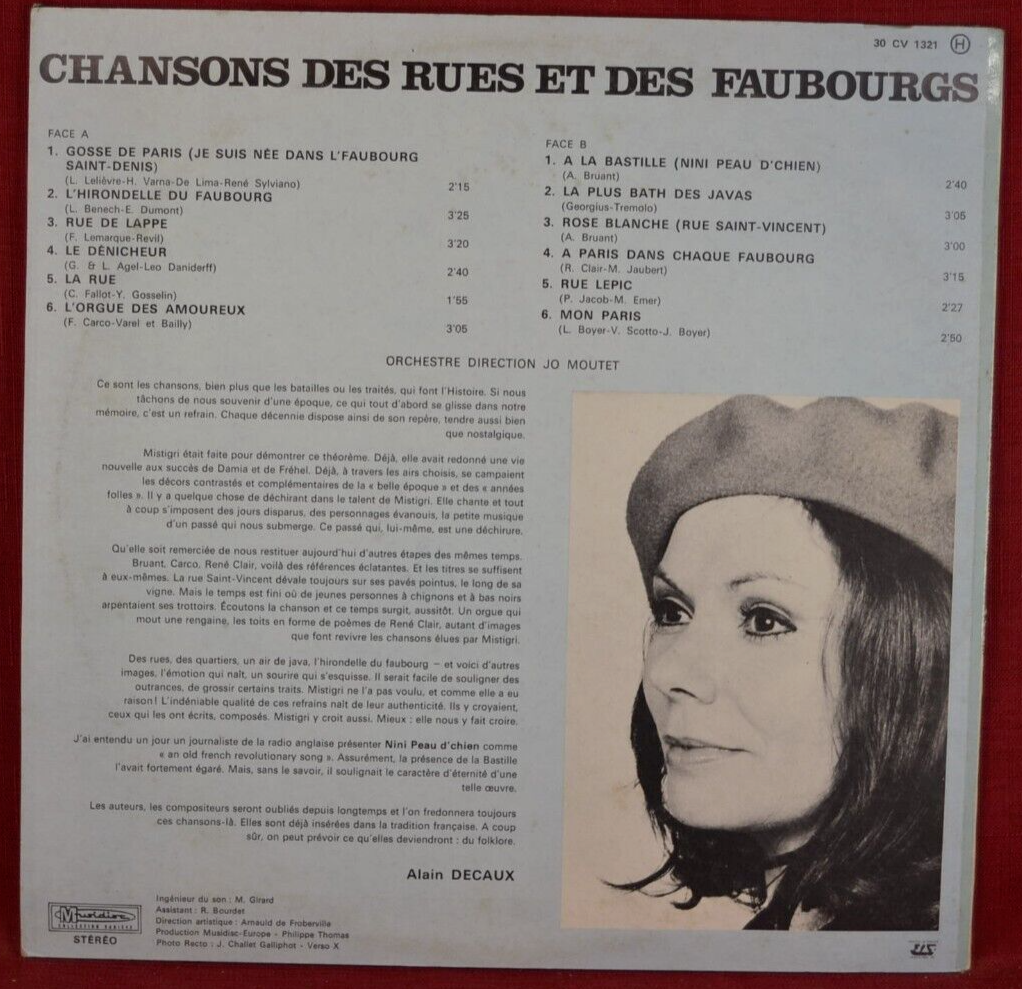 30 CV 1321 H
CHANSONS DES RUES ET DES FAUBOURGS
FACE A
1. GOSSE DE PARIS (JE SUIS NÉE DANS L'FAUBOURG
SAINT-DENIS)
(L. Lelièvre-H. Varna-De Lima-René Sylviano) 2'15
2. L'HIRONDELLE DU FAUBOURG
(L. Benech-E. Dumont) 3'25
3. RUE DE LAPPE
(F. Lemarque-Revil) 3'20
4. LE DÉNICHEUR
(G. & L. Agel-Leo Daniderff) 2'40
5. LA RUE
(C. Fallot-Y. Gosselin) 1'55
6. L'ORGUE DES AMOUREUX
(F. Carco-Varel et Bailly) 3'05
FACE B
1. A LA BASTILLE (NINI PEAU D'CHIEN)
(A. Bruant) 2'40
2. LA PLUS BATH DES JAVAS
(Georgius-Tremolo) 3'05
3. ROSE BLANCHE (RUE SAINT-VINCENT)
(A. Bruant) 3'00
4. A PARIS DANS CHAQUE FAUBOURG
(R. Clair-M. Jaubert) 3'15
5. RUE LEPIC
(P. Jacob-M. Emer) 2'27
6. MON PARIS
(L. Boyer-V. Scotto-J. Boyer) 2'50
ORCHESTRE DIRECTION JO MOUTET
Ce sont les chansons, bien plus que les batailles ou les traités, qui font l'Histoire. Si nous
tâchons de nous souvenir d'une époque, ce qui tout d'abord se glisse dans notre
mémoire, c'est un refrain. Chaque décennie dispose ainsi de son repère, tendre aussi bien
que nostalgique.
Mistigri était faite pour démontrer ce théorème. Déjà, elle avait redonné une vie
nouvelle aux succès de Damia et de Fréhel. Déjà, à travers les airs choisis, se campaient
les décors contrastés et complémentaires de la « belle époque » et des « années
folles ». Il y a quelque chose de déchirant dans le talent de Mistigri. Elle chante et tout
à coup s'imposent des jours disparus, des personnages évanouis, la petite musique
d'un passé qui nous submerge. Ce passé qui, lui-même, est une déchirure.
Qu'elle soit remerciée de nous restituer aujourd'hui d'autres étapes des mêmes temps.
Bruant, Carco, René Clair, voilà des références éclatantes. Et les titres se suffisent
à eux-mêmes. La rue Saint-Vincent dévale toujours sur ses pavés pointus, le long de sa
vigne. Mais le temps est fini où de jeunes personnes à chignons et à bas noirs
arpentaient ses trottoirs. Écoutons la chanson et ce temps surgit, aussitôt. Un orgue qui
mout une rengaine, les toits en forme de poèmes de René Clair, autant d'images
que font revivre les chansons élues par Mistigri.
Des rues, des quartiers, un air de java, l'hirondelle du faubourg – et voici d'autres
images, l'émotion qui naît, un sourire qui s'esquisse. Il serait facile de souligner des
outrances, de grossir certains traits. Mistigri ne l'a pas voulu, et comme elle a eu
raison! L'indéniable qualité de ces refrains naît de leur authenticité. Ils y croyaient,
ceux qui les ont écrits, composés. Mistigri y croit aussi. Mieux : elle nous y fait croire.
J'ai entendu un jour un journaliste de la radio anglaise présenter Nini Peau d'chien comme
« an old french revolutionary song ». Assurément, la présence de la Bastille
l'avait fortement égaré. Mais, sans le savoir, il soulignait le caractère d'éternité d'une
telle œuvre.
Les auteurs, les compositeurs seront oubliés depuis longtemps et l'on fredonnera toujours
ces chansons-là. Elles sont déjà insérées dans la tradition française. A coup
sûr, on peut prévoir ce qu'elles deviendront : du folklore.
Alain DECAUX
Musidisc
STÉRÉO
Ingénieur du son : M. Girard
Assistant : R. Bourdet
Direction artistique : Arnauld de Froberville
Production Musidisc-Europe - Philippe Thomas
Photo Recto : J. Challet Galliphot - Verso X